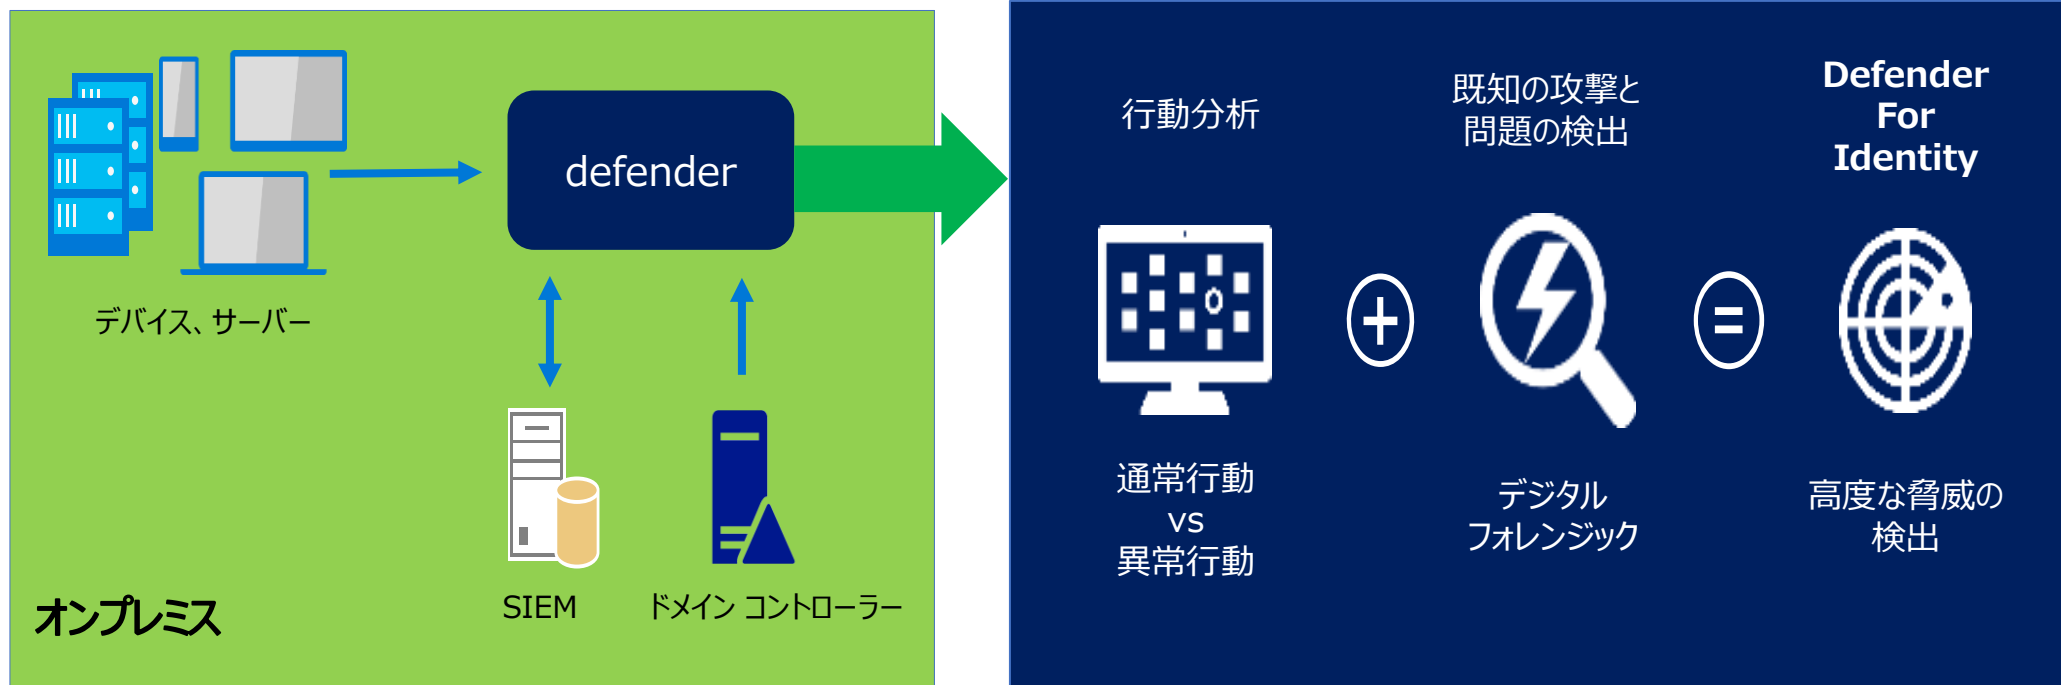 defender
デバイス、サーバー
SIEM
ドメイン コントローラー
オンプレミス
行動分析
既知の攻撃と
問題の検出
Defender
For
Identity
+
=
通常行動
vs
異常行動
デジタル
フォレンジック
高度な脅威の
検出